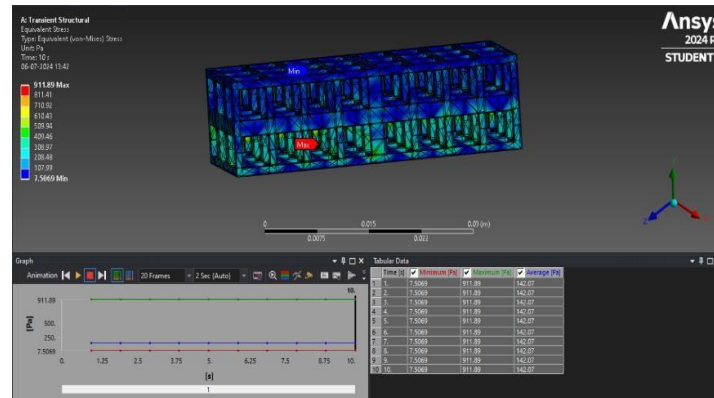 A: Transient Structural
Equivalent Stress
Type: Equivalent (von-Mises) Stress
Unit: Pa
Time: 10 s
06-07-2024 13:42
911.89 Max
811.41
710.92
610.43
509.94
409.46
308.97
208.48
107.99
7.5069 Min
Min
Max
Ansys
2024
STUDENT
0
0.015
0.03 (m)
0.0075
0.022
Graph
Animation
20 Frames
2 Sec (Auto)
10.
911.89
[Pa]
500.
250.
7.5069
0.
1.25
2.5
3.75
5.
6.25
7.5
8.75
10.
[s]
1
Tabular Data
Time [s] Minimum [Pa] Maximum [Pa] Average [Pa]
1 1. 7.5069 911.89 142.07
2 2. 7.5069 911.89 142.07
3 3. 7.5069 911.89 142.07
4 4. 7.5069 911.89 142.07
5 5. 7.5069 911.89 142.07
6 6. 7.5069 911.89 142.07
7 7. 7.5069 911.89 142.07
8 8. 7.5069 911.89 142.07
9 9. 7.5069 911.89 142.07
10 10. 7.5069 911.89 142.07